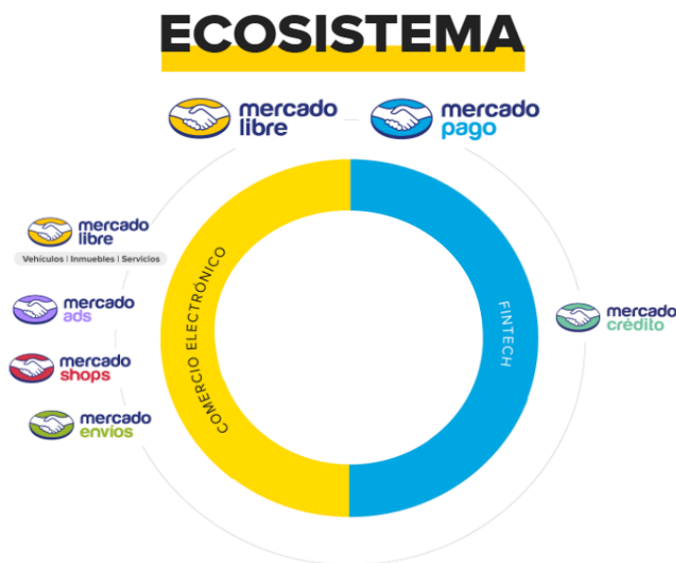 ECOSISTEMA
mercado
libre
mercado
pago
mercado
libre
Vehículos | Inmuebles | Servicios
mercado
ads
mercado
shops
mercado
envíos
COMERCIO ELECTRÓNICO
FINTECH
mercado
crédito